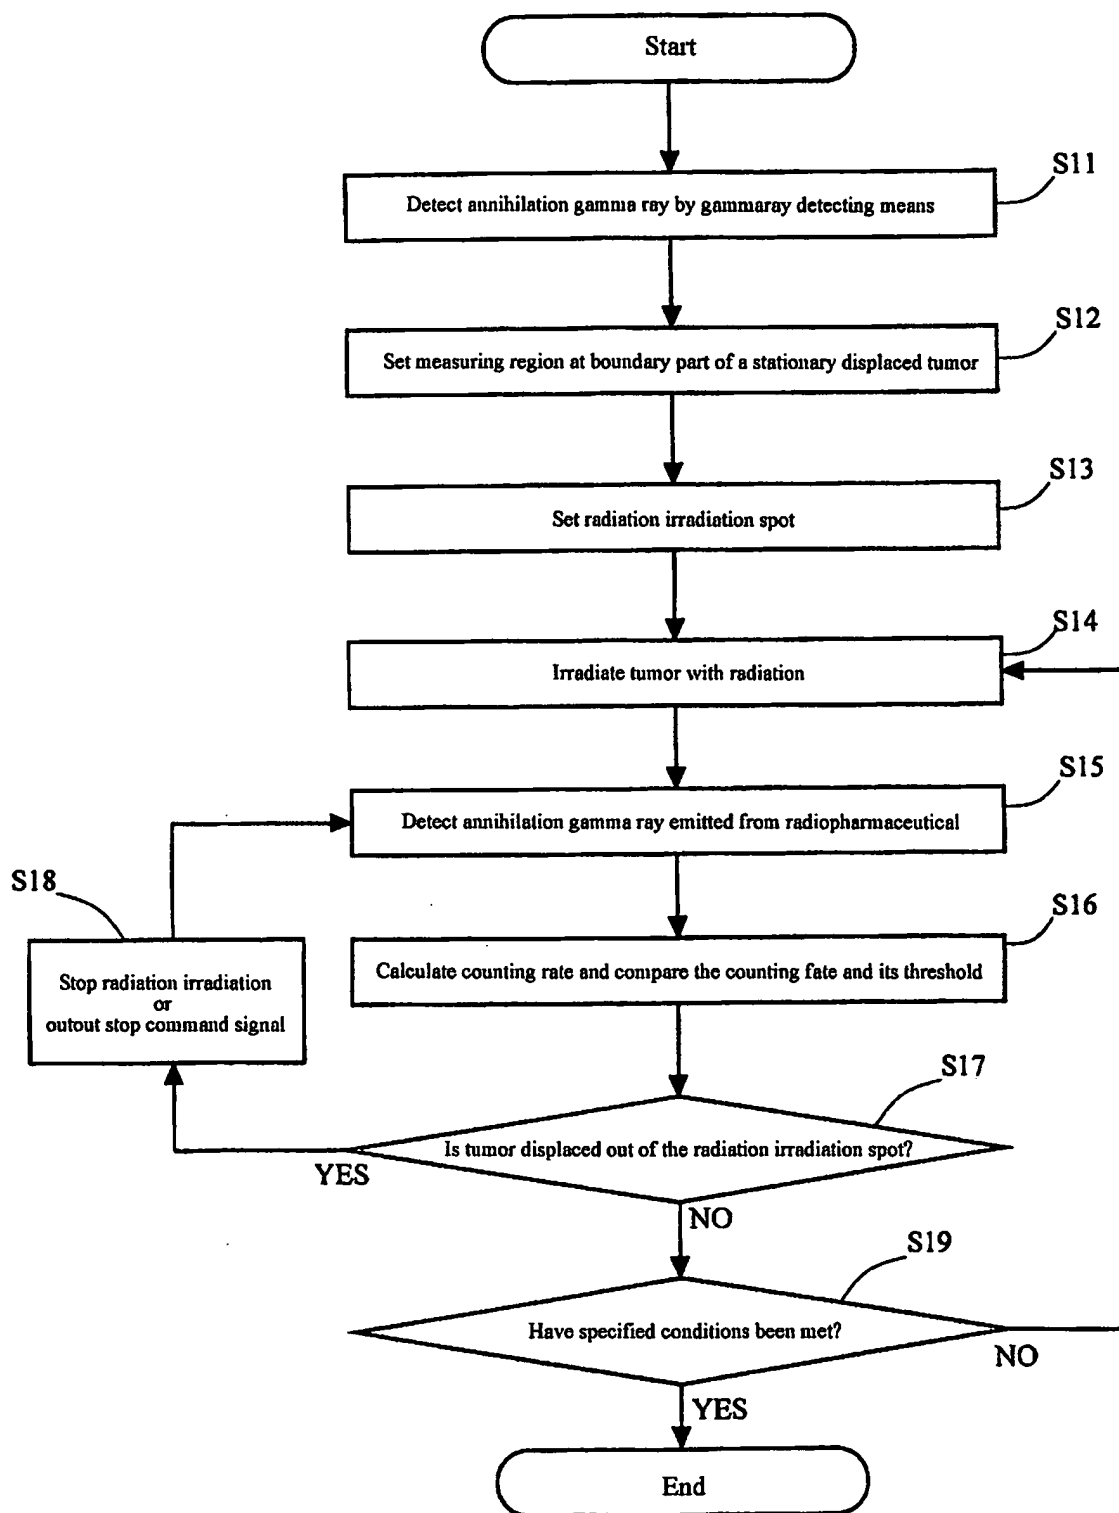 Start
S11
Detect annihilation gamma ray by gammaray detecting means
S12
Set measuring region at boundary part of a stationary displaced tumor
S13
Set radiation irradiation spot
S14
Irradiate tumor with radiation
S15
Detect annihilation gamma ray emitted from radiopharmaceutical
S18
S16
Stop radiation irradiation
or
outout stop command signal
Calculate counting rate and compare the counting fate and its threshold
S17
Is tumor displaced out of the radiation irradiation spot?
YES
NO
S19
Have specified conditions been met?
NO
YES
End